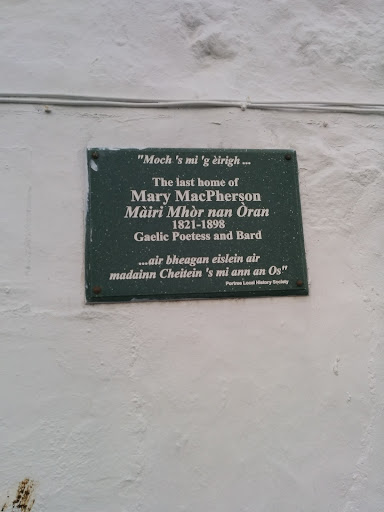 "Moch 's mi 'g èirigh ...
The last home of
Mary MacPherson
Màiri Mhòr nan Òran
1821-1898
Gaelic Poetess and Bard
...air bheagan eislein air
madainn Cheitein 's mi ann an Os"
Portree Local History Society